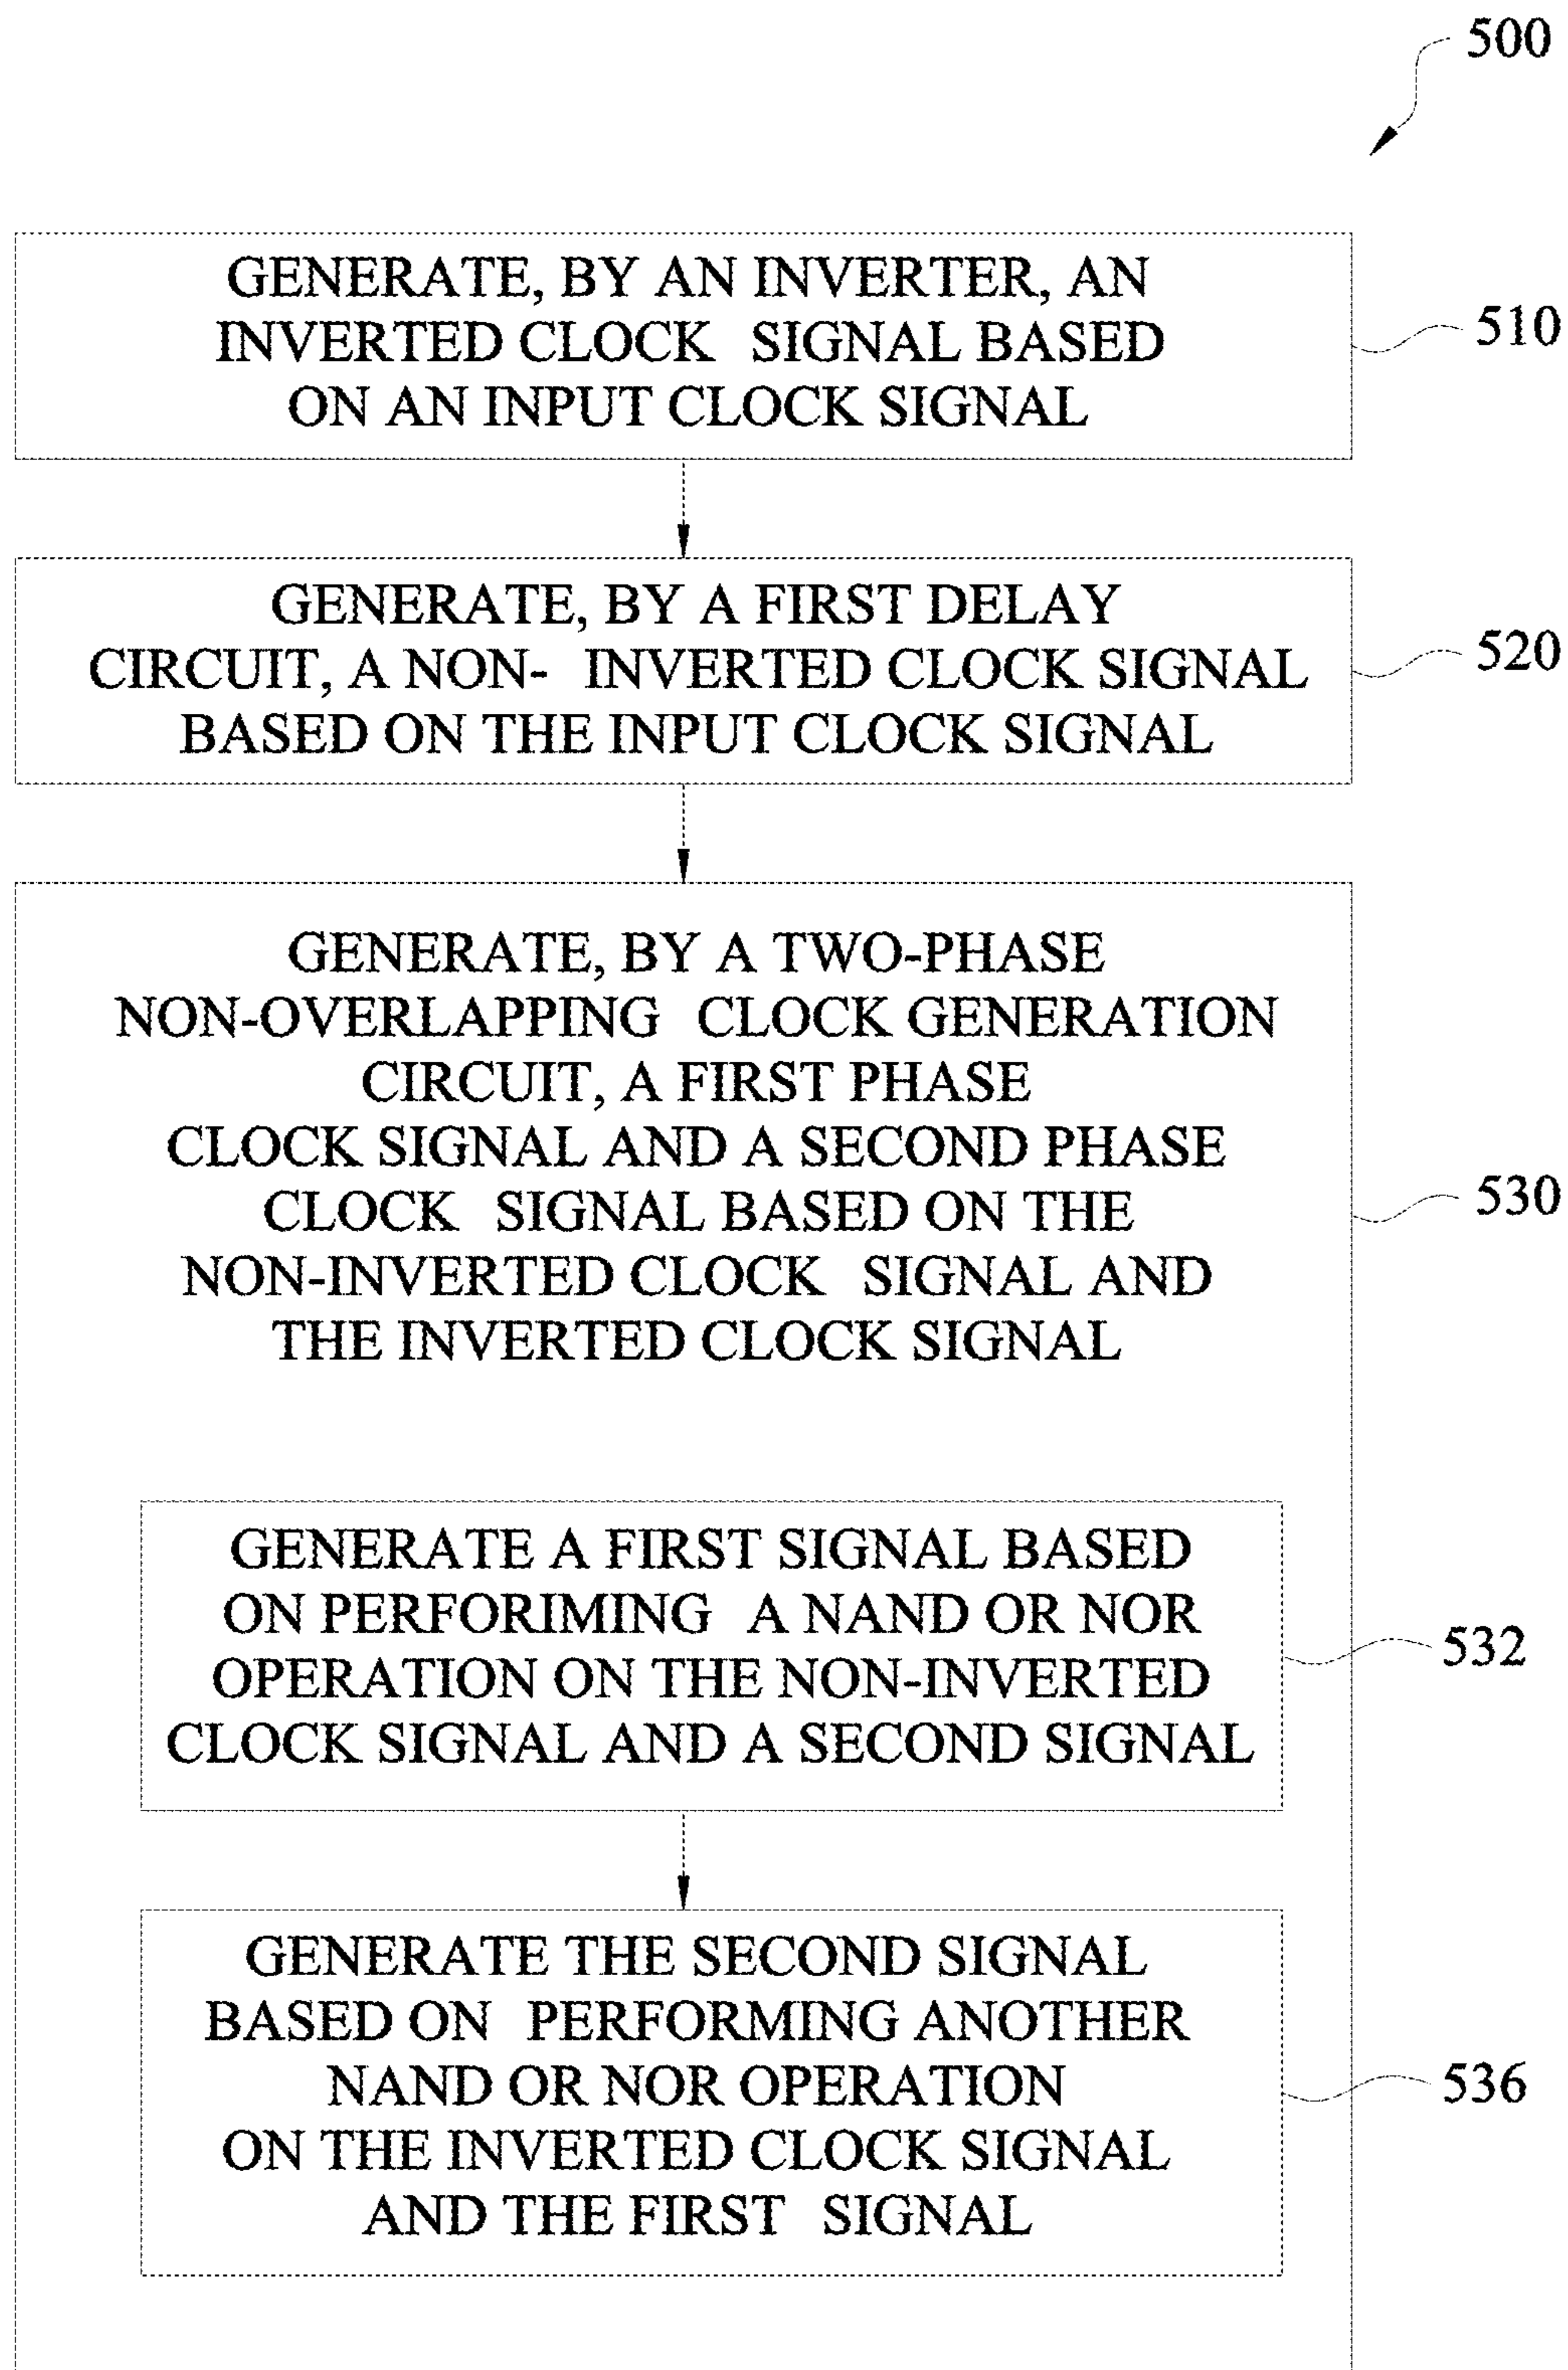 500
GENERATE, BY AN INVERTER, AN
INVERTED CLOCK SIGNAL BASED
ON AN INPUT CLOCK SIGNAL
510
GENERATE, BY A FIRST DELAY
CIRCUIT, A NON- INVERTED CLOCK SIGNAL
BASED ON THE INPUT CLOCK SIGNAL
520
GENERATE, BY A TWO-PHASE
NON-OVERLAPPING CLOCK GENERATION
CIRCUIT, A FIRST PHASE
CLOCK SIGNAL AND A SECOND PHASE
CLOCK SIGNAL BASED ON THE
NON-INVERTED CLOCK SIGNAL AND
THE INVERTED CLOCK SIGNAL
530
GENERATE A FIRST SIGNAL BASED
ON PERFORIMING A NAND OR NOR
OPERATION ON THE NON-INVERTED
CLOCK SIGNAL AND A SECOND SIGNAL
532
GENERATE THE SECOND SIGNAL
BASED ON PERFORMING ANOTHER
NAND OR NOR OPERATION
ON THE INVERTED CLOCK SIGNAL
AND THE FIRST SIGNAL
536